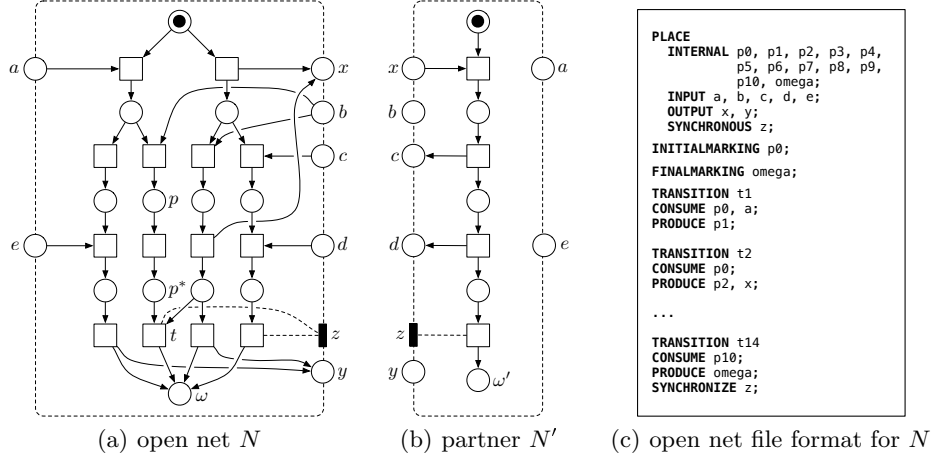 a
x
b
c
p
e
d
p*
t
z
y
ω
(a) open net N
x
a
b
c
d
e
z
y
ω′
(b) partner N′
PLACE
INTERNAL p0, p1, p2, p3, p4,
p5, p6, p7, p8, p9,
p10, omega;
INPUT a, b, c, d, e;
OUTPUT x, y;
SYNCHRONOUS z;
INITIALMARKING p0;
FINALMARKING omega;
TRANSITION t1
CONSUME p0, a;
PRODUCE p1;
TRANSITION t2
CONSUME p0;
PRODUCE p2, x;
...
TRANSITION t14
CONSUME p10;
PRODUCE omega;
SYNCHRONIZE z;
(c) open net file format for N